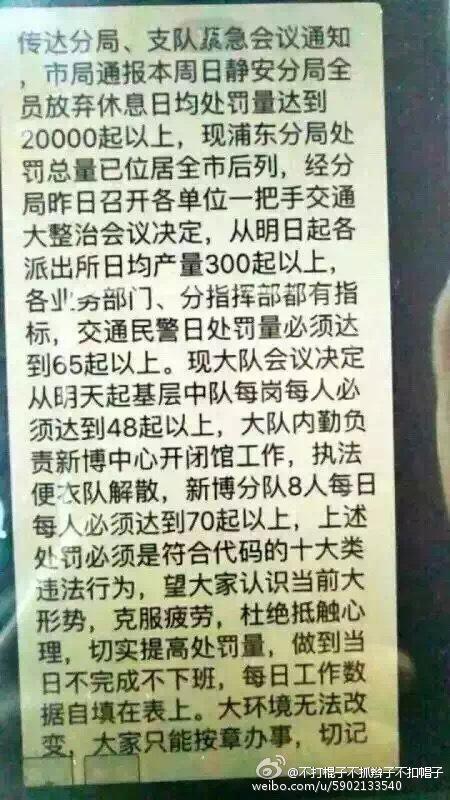 传达分局、支队紧急会议通知
，市局通报本周日静安分局全
员放弃休息日均处罚量达到
20000起以上，现浦东分局处
罚总量已位居全市后列，经分
局昨日召开各单位一把手交通
大整治会议决定，从明日起各
派出所日均产量300起以上，
各业务部门、分指挥部都有指
标，交通民警日处罚量必须达
到65起以上。现大队会议决定
从明天起基层中队每岗每人必
须达到48起以上，大队内勤负
责新博中心开闭馆工作，执法
便衣队解散，新博分队8人每日
每人必须达到70起以上，上述
处罚必须是符合代码的十大类
违法行为，望大家认识当前大
形势，克服疲劳，杜绝抵触心
理，切实提高处罚量，做到当
日不完成不下班，每日工作数
据自填在表上。大环境无法改
变，大家只能按章办事，切记
@不打棍子不抓辫子不扣帽子
weibo.com/u/5902133540